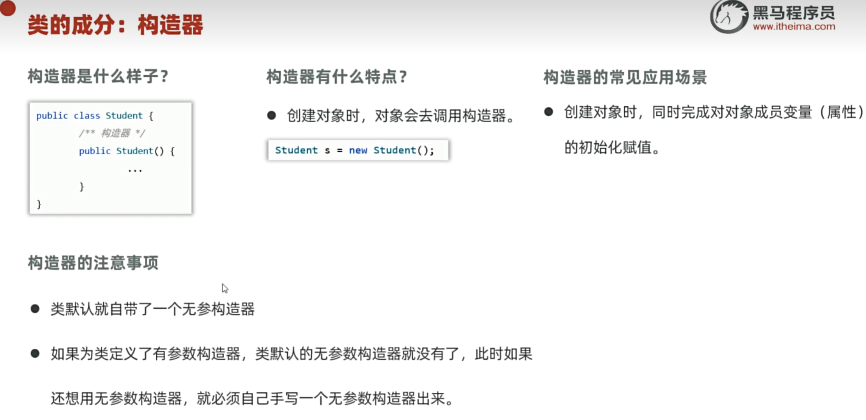 类的成分：构造器
黑马程序员
www.itheima.com
构造器是什么样子？
public class Student {
/** 构造器 */
public Student() {
...
}
}
构造器有什么特点？
● 创建对象时，对象会去调用构造器。
Student s = new Student();
构造器的常见应用场景
● 创建对象时，同时完成对对象成员变量（属性）
的初始化赋值。
构造器的注意事项
● 类默认就自带了一个无参构造器
● 如果为类定义了有参数构造器，类默认的无参数构造器就没有了，此时如果
还想用无参数构造器，就必须自己手写一个无参数构造器出来。